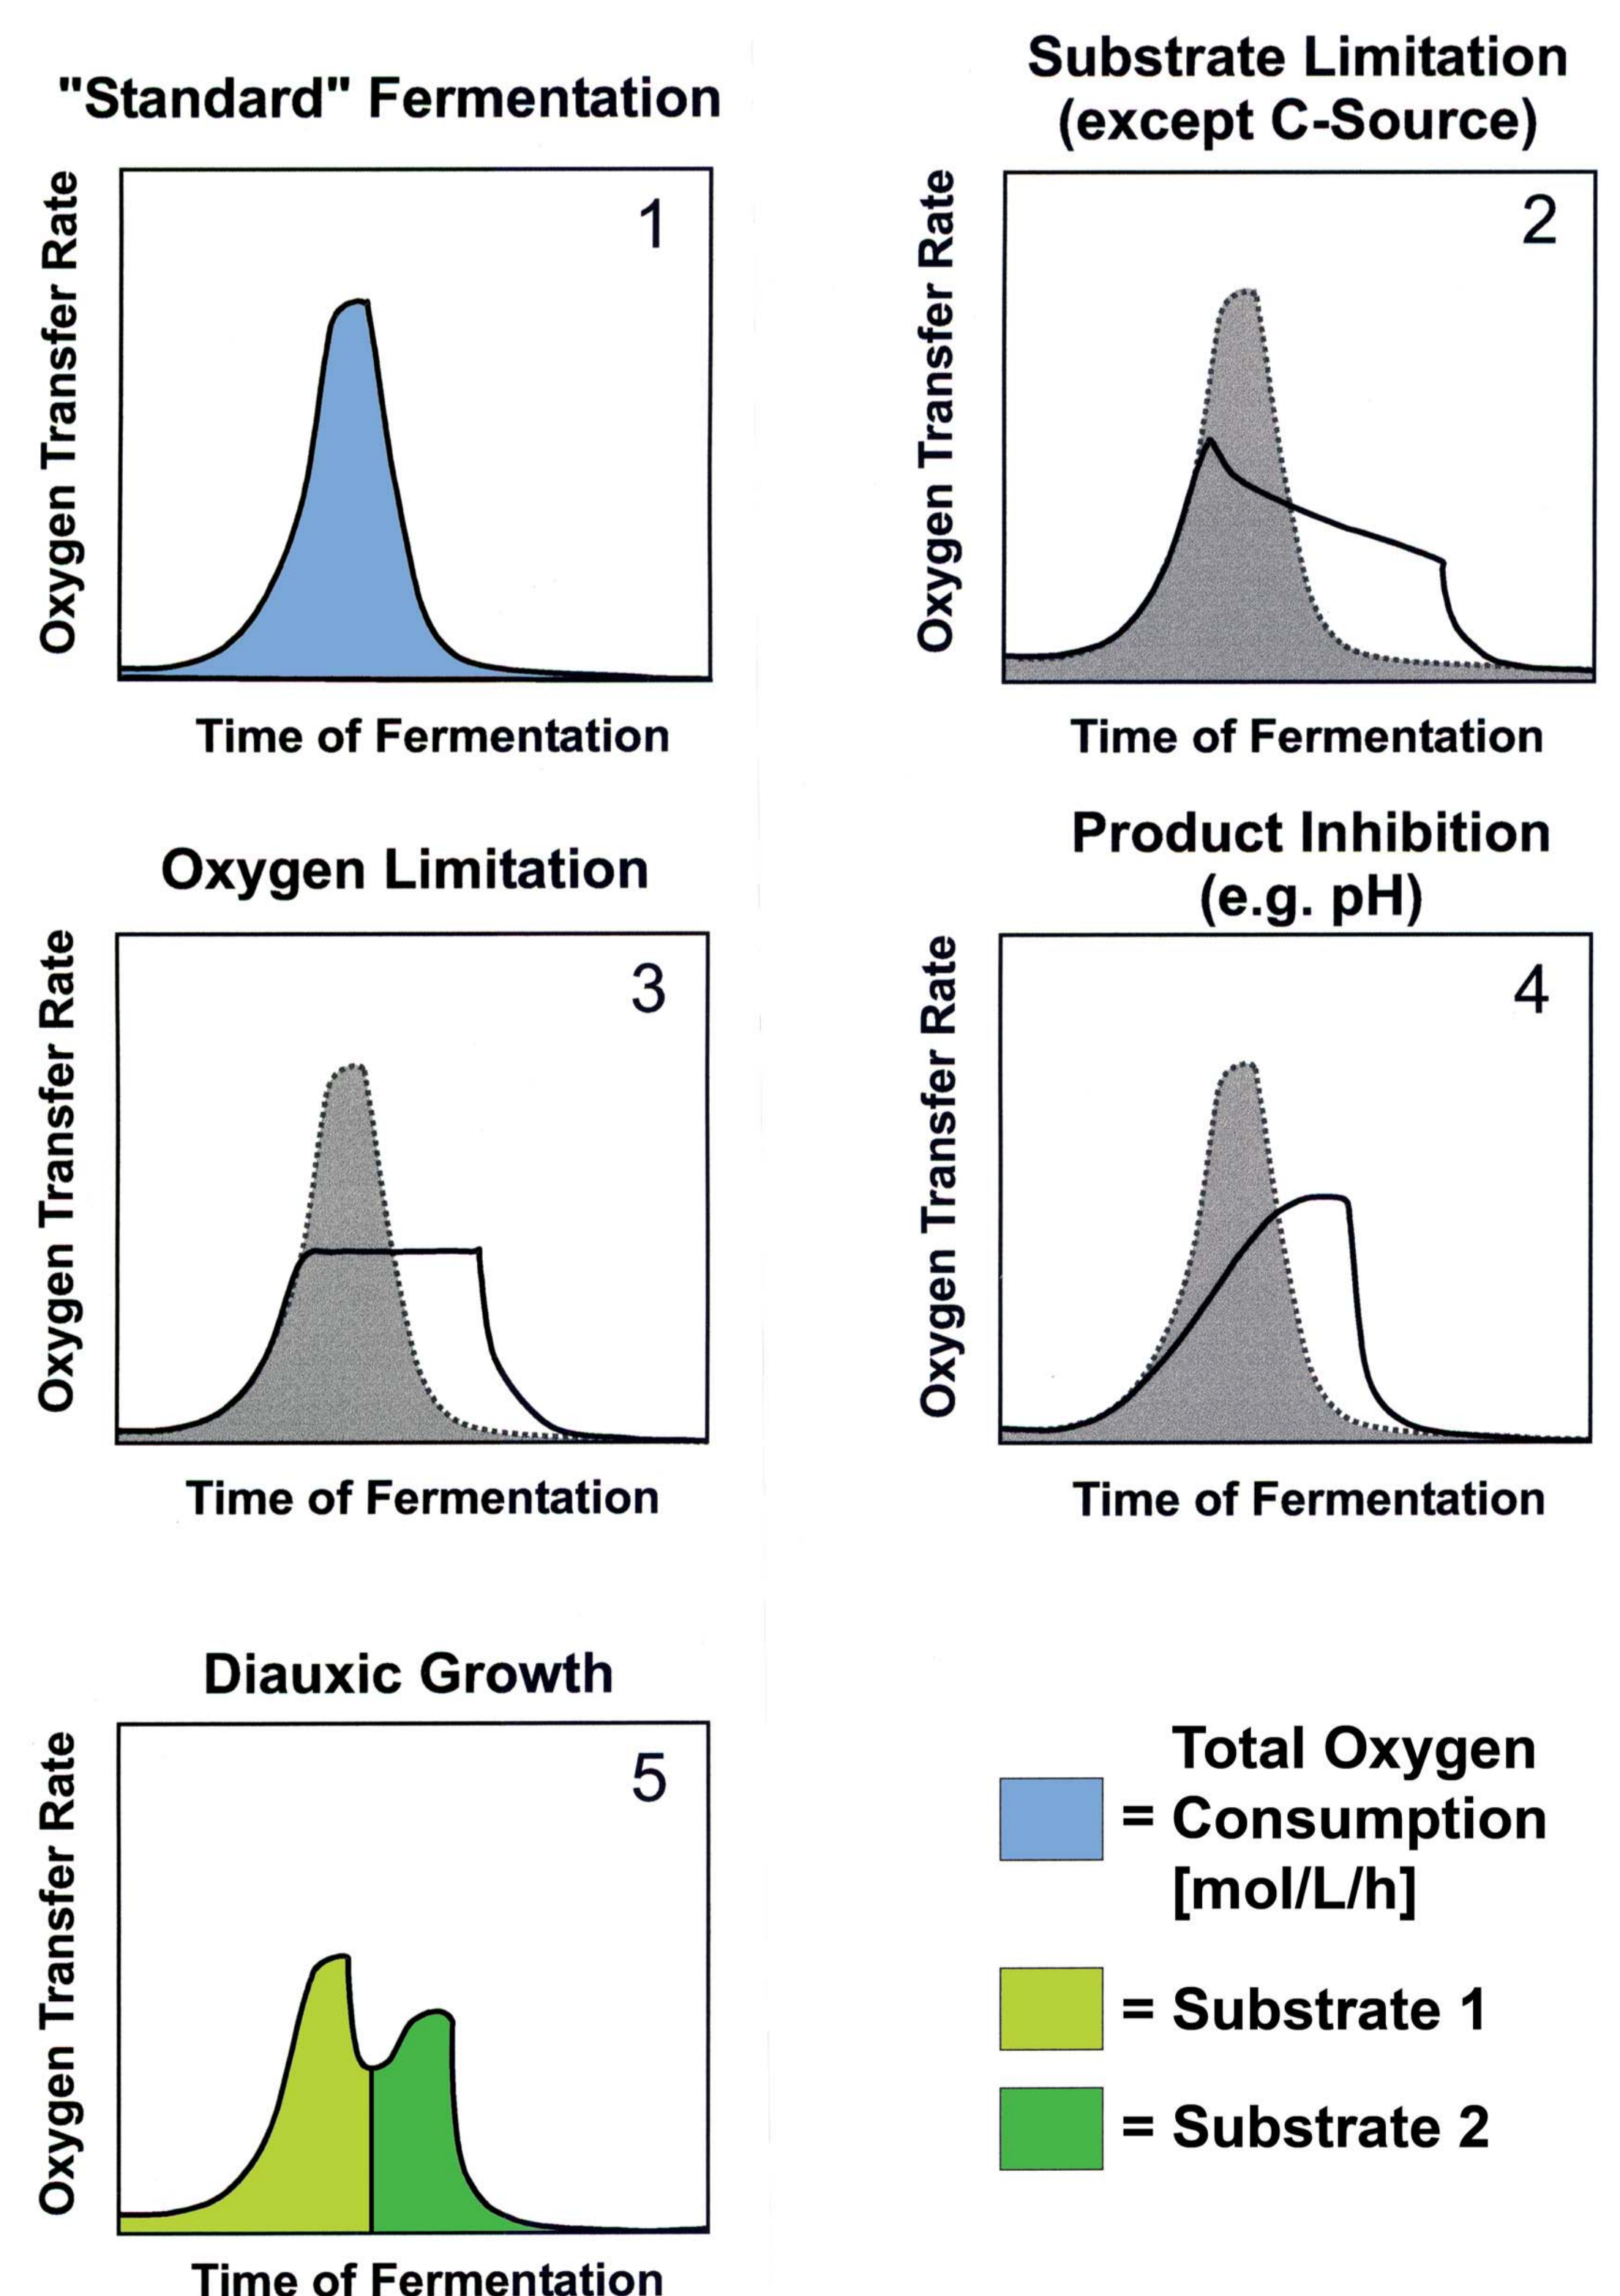 "Standard" Fermentation
Oxygen Transfer Rate
1
Time of Fermentation
Substrate Limitation
(except C-Source)
Oxygen Transfer Rate
2
Time of Fermentation
Oxygen Limitation
Oxygen Transfer Rate
3
Time of Fermentation
Product Inhibition
(e.g. pH)
Oxygen Transfer Rate
4
Time of Fermentation
Diauxic Growth
Oxygen Transfer Rate
5
Time of Fermentation
Total Oxygen
= Consumption
[mol/L/h]
= Substrate 1
= Substrate 2